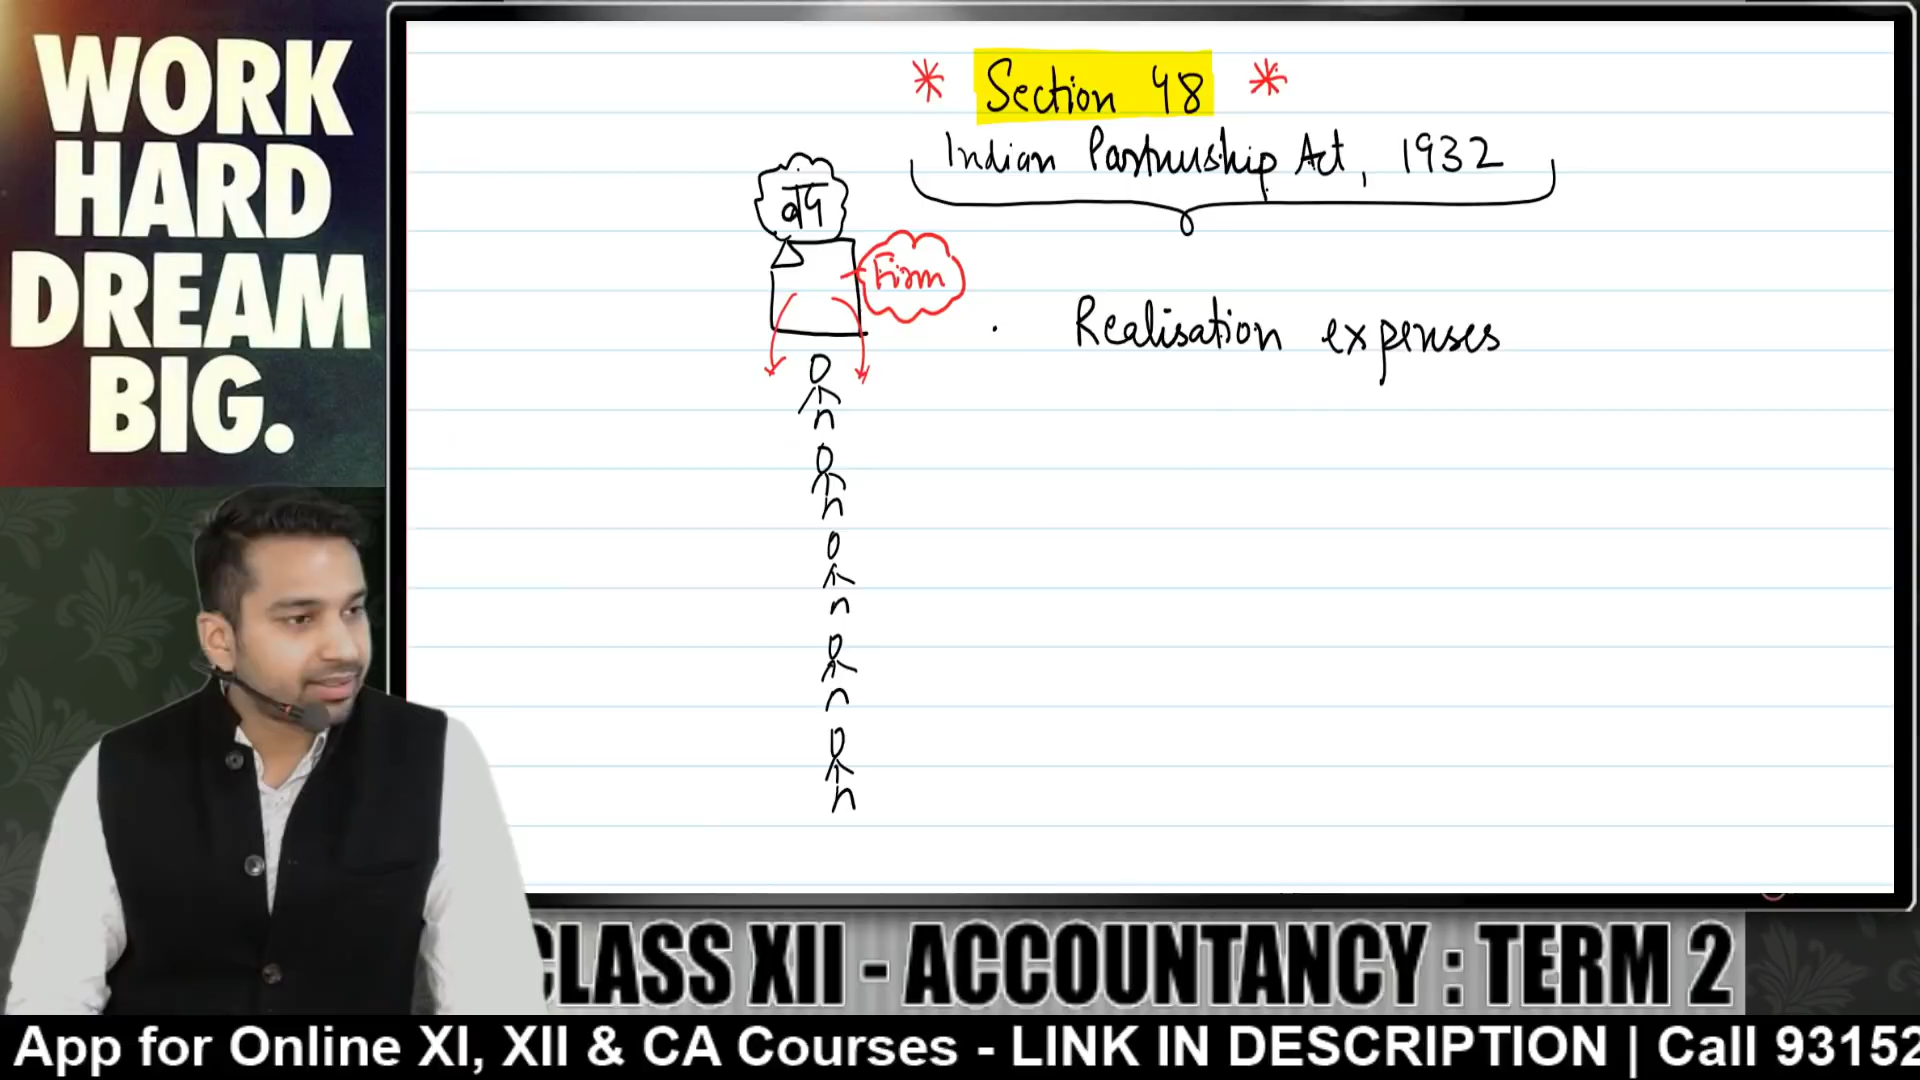 WORK
HARD
DREAM
BIG.
* Section 48 *
Indian Partnership Act, 1932
Firm
Realisation expenses
CLASS XII - ACCOUNTANCY : TERM 2
App for Online XI, XII & CA Courses - LINK IN DESCRIPTION | Call 93152